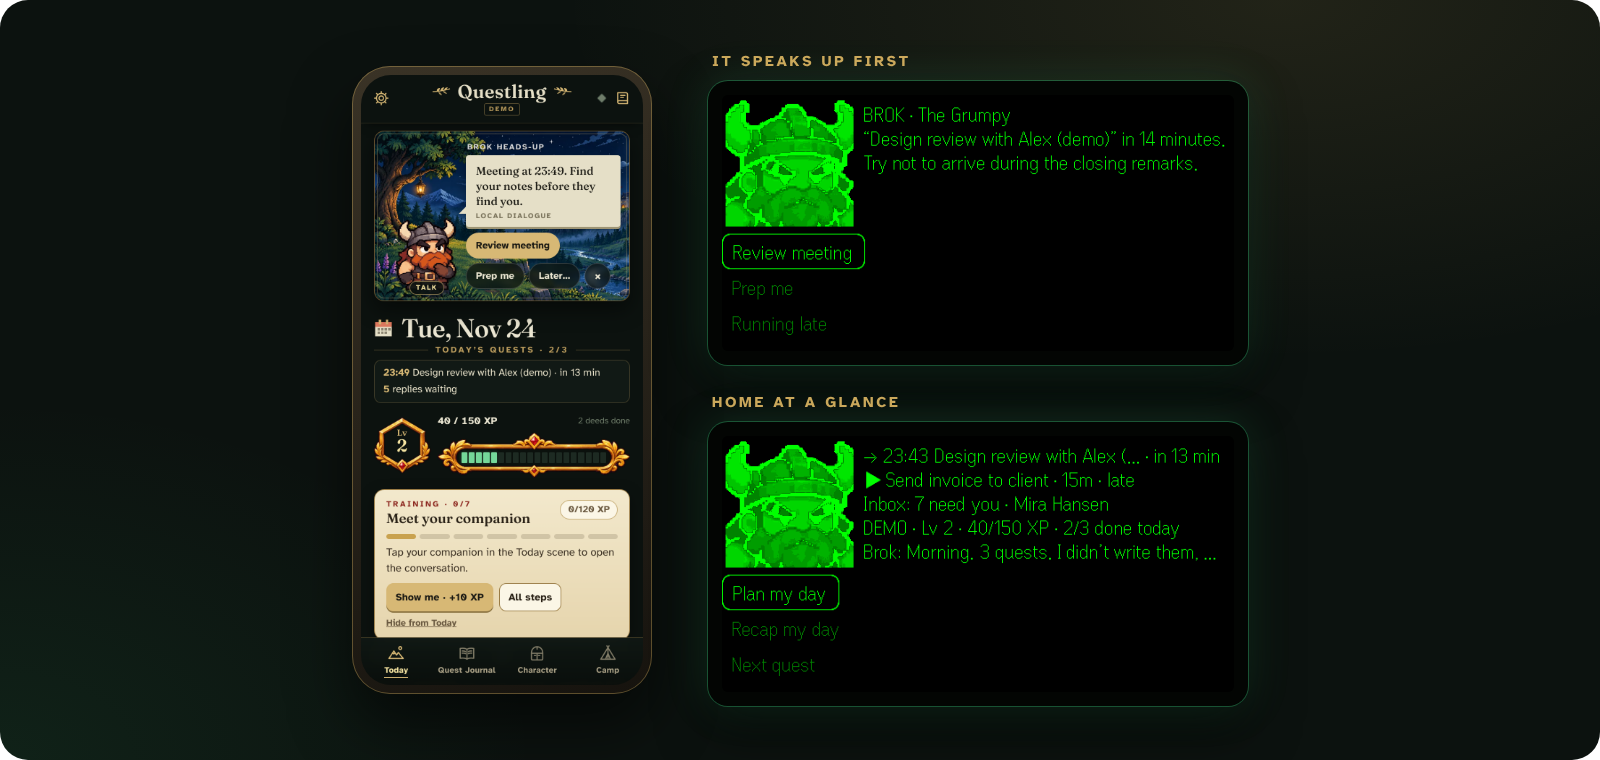 Questling
DEMO
BROK HEADS-UP
Meeting at 23:49. Find
your notes before they
find you.
LOCAL DIALOGUE
Review meeting
Prep me
Later...
×
TALK
Tue, Nov 24
TODAY'S QUESTS · 2/3
23:49 Design review with Alex (demo) · in 13 min
5 replies waiting
Lv
2
40 / 150 XP
2 deeds done
TRAINING · 0/7
Meet your companion
0/120 XP
Tap your companion in the Today scene to open
the conversation.
Show me · +10 XP
All steps
Hide from Today
Today
Quest Journal
Character
Camp
IT SPEAKS UP FIRST
BROK · The Grumpy
“Design review with Alex (demo)” in 14 minutes.
Try not to arrive during the closing remarks.
Review meeting
Prep me
Running late
HOME AT A GLANCE
→ 23:43 Design review with Alex (... · in 13 min
▶ Send invoice to client · 15m · late
Inbox: 7 need you · Mira Hansen
DEMO · Lv 2 · 40/150 XP · 2/3 done today
Brok: Morning. 3 quests. I didn't write them, ...
Plan my day
Recap my day
Next quest